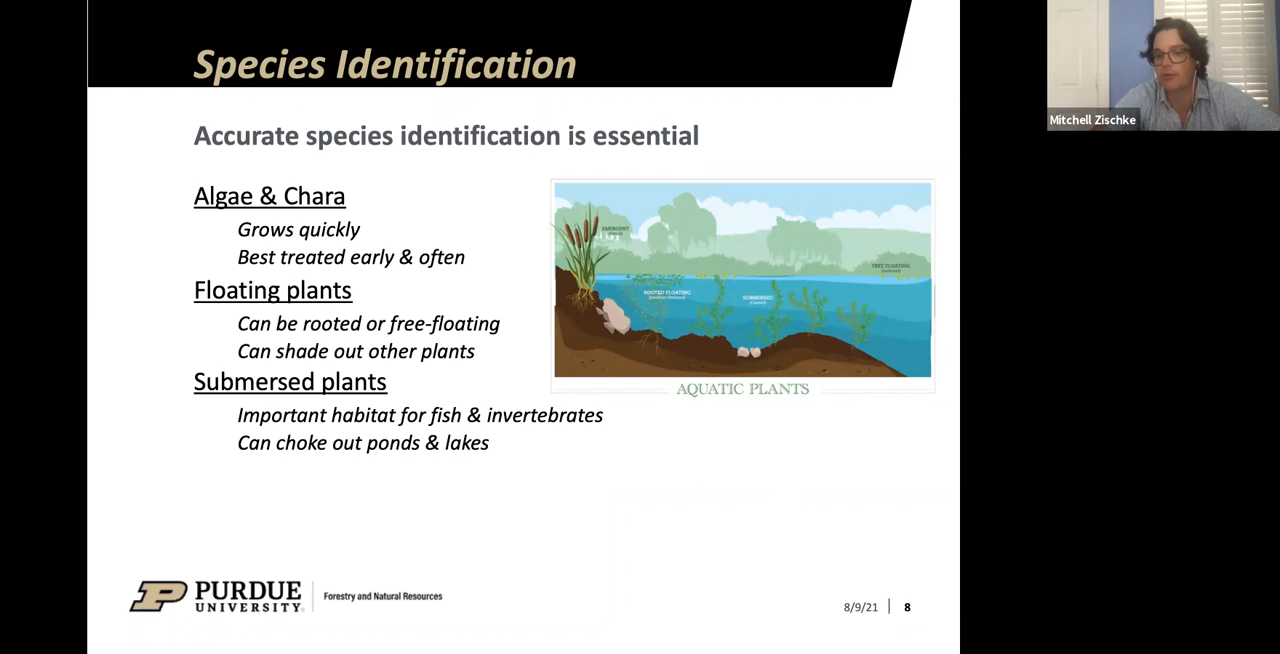 Species Identification
Mitchell Zischke
Accurate species identification is essential
Algae & Chara
Grows quickly
Best treated early & often
Floating plants
Can be rooted or free-floating
Can shade out other plants
Submersed plants
Important habitat for fish & invertebrates
Can choke out ponds & lakes
EMERGENT
FREE FLOATING
ROOTED FLOATING
SUBMERSED
AQUATIC PLANTS
PURDUE
UNIVERSITY
Forestry and Natural Resources
8/9/21
8